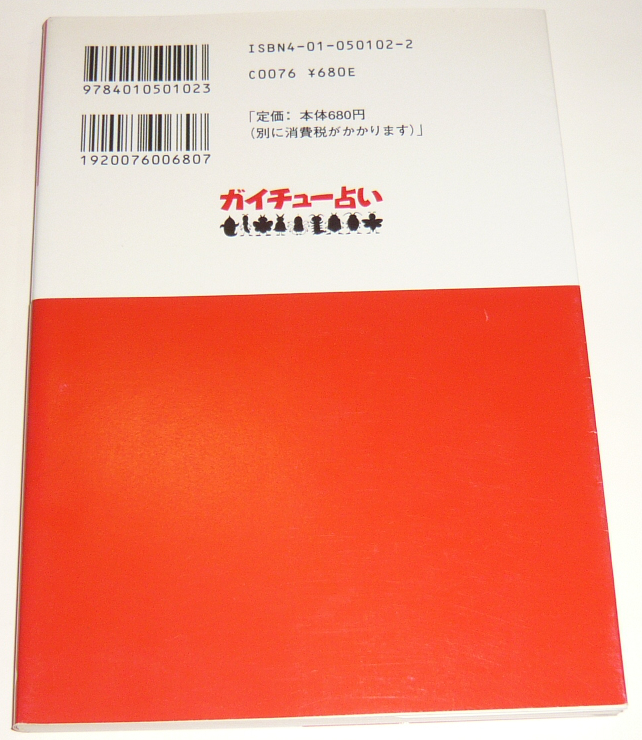 ISBN4-01-050102-2
C0076 ¥680E
9784010501023
「定価：本体680円
（別に消費税がかかります）」
1920076006807
ガイチュー占い